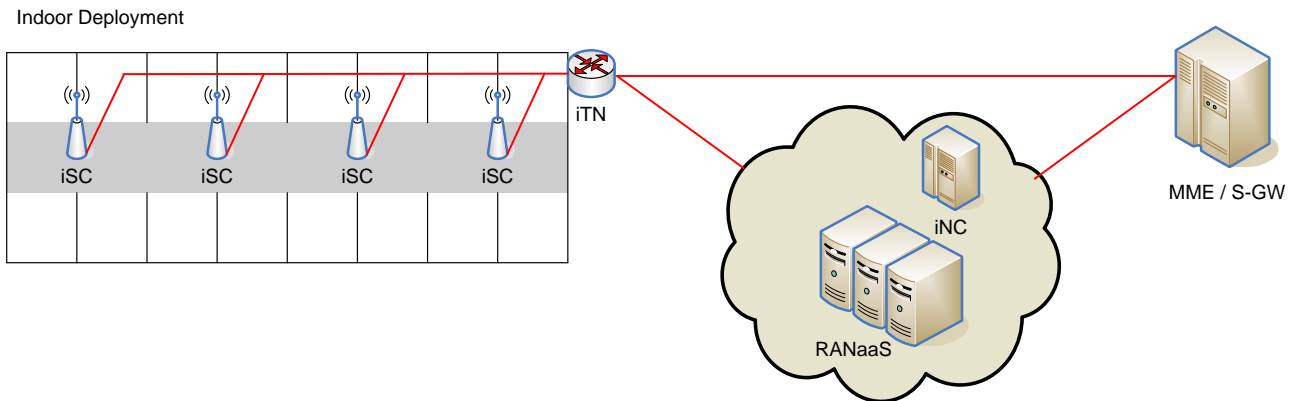 Indoor Deployment
iTN
iSC
iSC
iSC
iSC
MME / S-GW
iNC
RANaaS